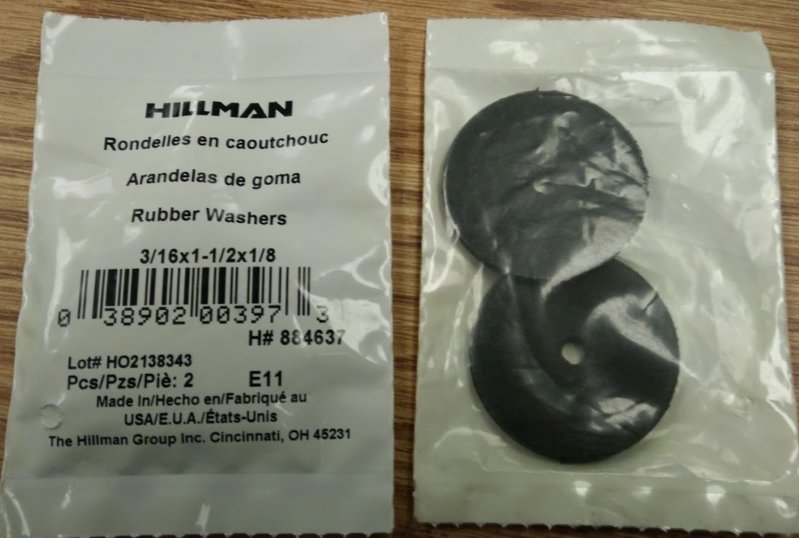 HILLMAN
Rondelles en caoutchouc
Arandelas de goma
Rubber Washers
3/16x1-1/2x1/8
0 38902 00397 3
H# 884637
Lot# HO2138343
Pcs/Pzs/Piè: 2 E11
Made In/Hecho en/Fabriqué au
USA/E.U.A./États-Unis
The Hillman Group Inc. Cincinnati, OH 45231